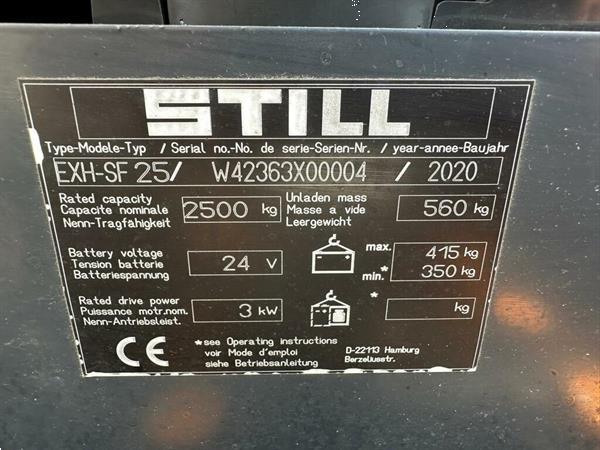 STILL
Type-Modele-Typ / Serial no.-No. de serie-Serien-Nr. / year-annee-Baujahr
EXH-SF 25/ W42363X00004 / 2020
Rated capacity
Capacite nominale
Nenn-Tragfähigkeit
2500 kg
Unladen mass
Masse a vide
Leergewicht
560 kg
Battery voltage
Tension batterie
Batteriespannung
24 V
max. 415 kg
min.* 350 kg
Rated drive power
Puissance motr.nom.
Nenn-Antriebsleist.
3 kW
* kg
CE
*see Operating instructions
voir Mode d'emploi
siehe Betriebsanleitung
D-22113 Hamburg
Berzeliusstr.